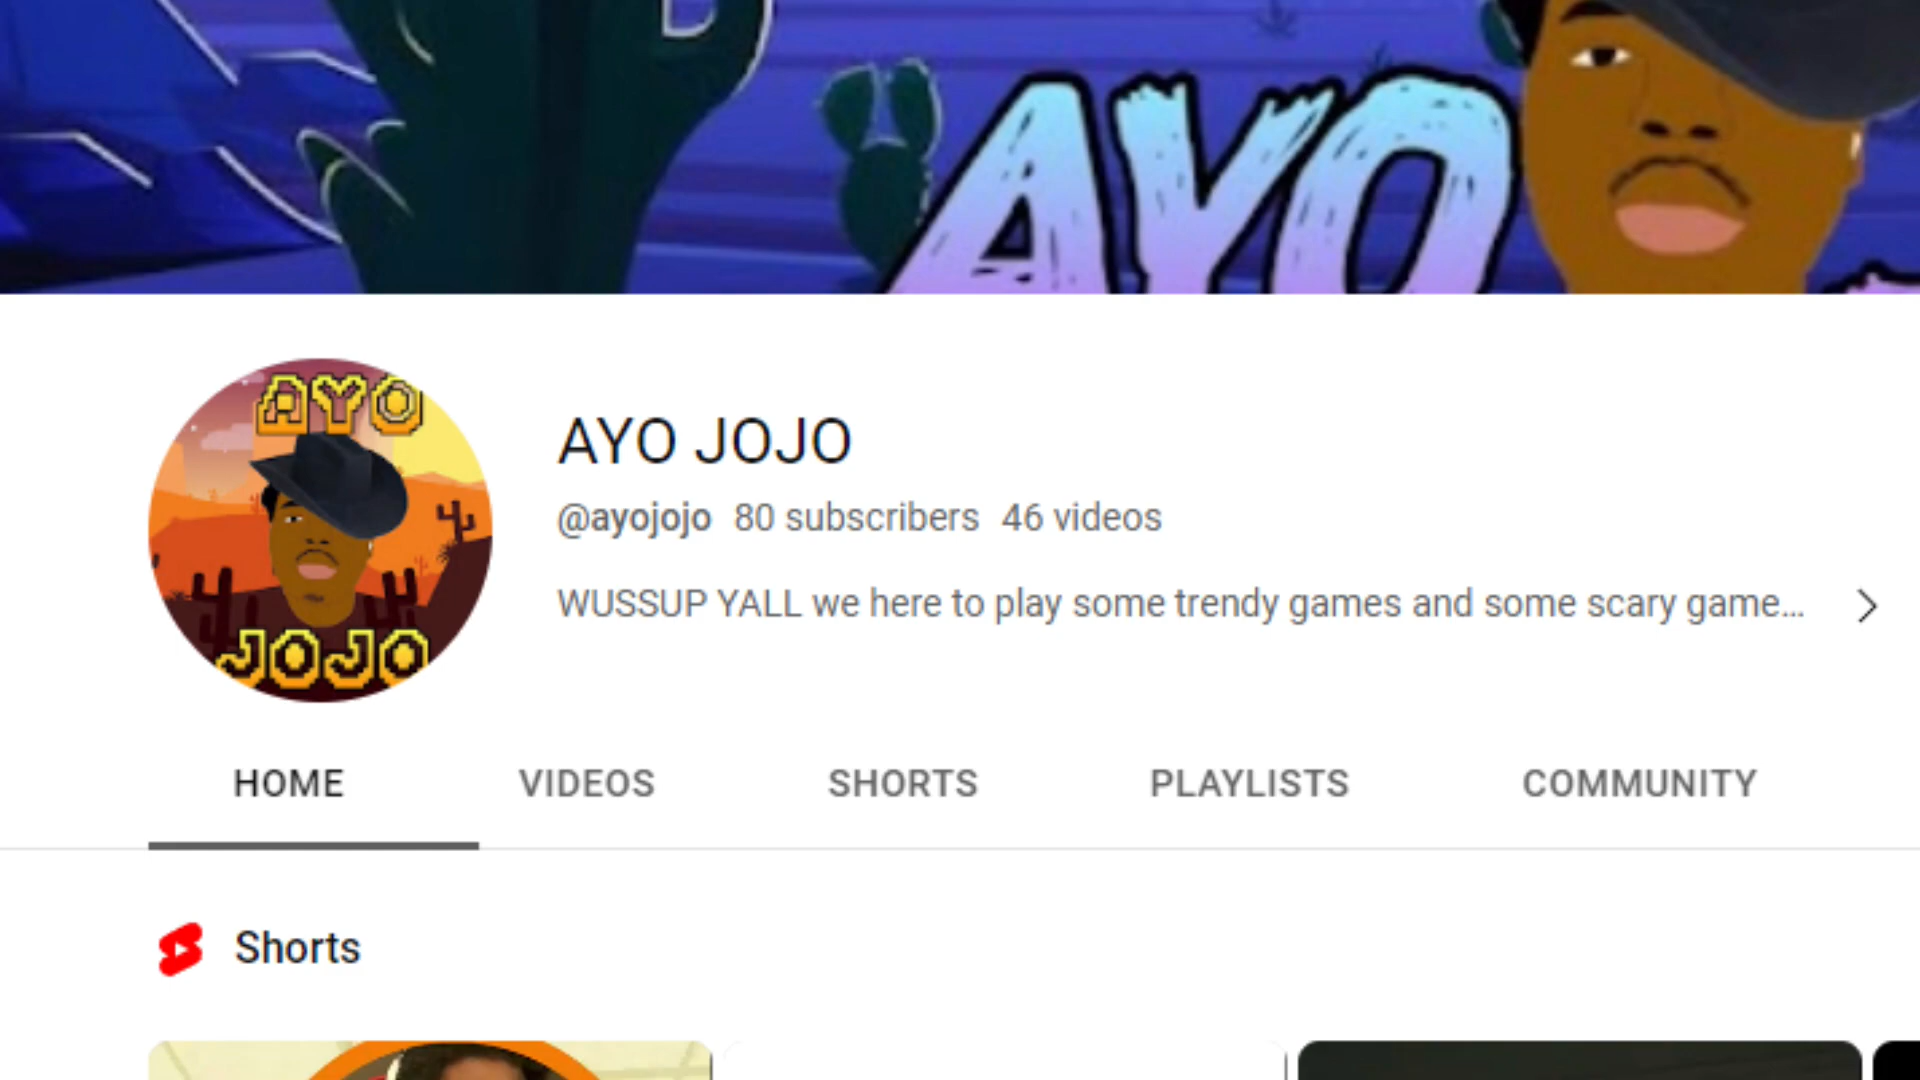 AYO
AYO
JOJO
AYO JOJO
@ayojojo 80 subscribers 46 videos
WUSSUP YALL we here to play some trendy games and some scary game...
HOME VIDEOS SHORTS PLAYLISTS COMMUNITY
Shorts